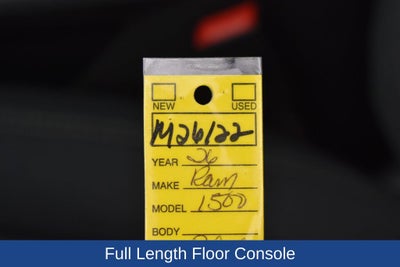 NEW USED
M26122
YEAR 26
MAKE Ram
MODEL 1500
BODY
Full Length Floor Console